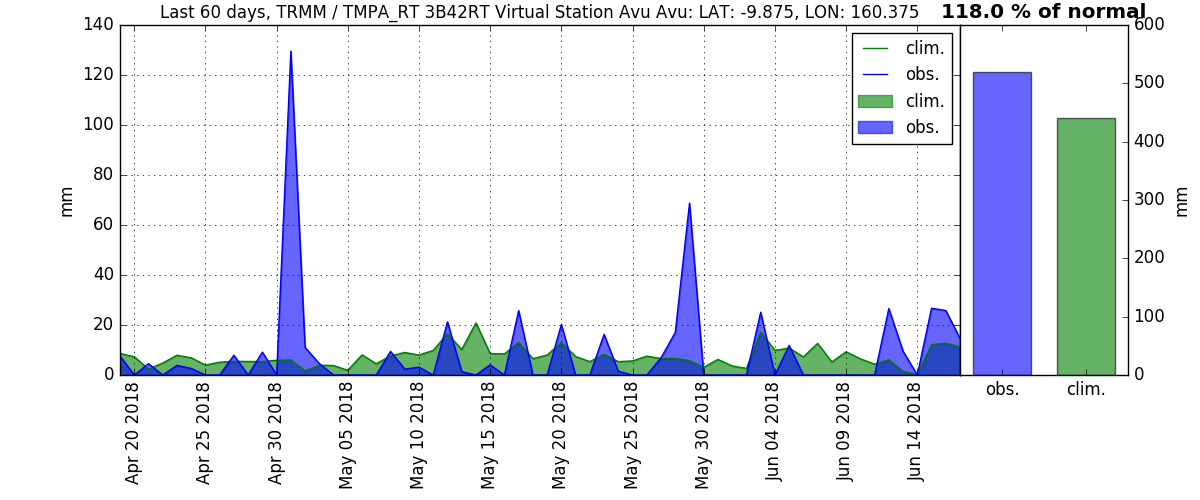 Last 60 days, TRMM / TMPA_RT 3B42RT Virtual Station Avu Avu: LAT: -9.875, LON: 160.375
118.0 % of normal
140
120
100
80
60
40
20
0
mm
clim.
obs.
clim.
obs.
600
500
400
300
200
100
0
mm
Apr 20 2018
Apr 25 2018
Apr 30 2018
May 05 2018
May 10 2018
May 15 2018
May 20 2018
May 25 2018
May 30 2018
Jun 04 2018
Jun 09 2018
Jun 14 2018
obs.
clim.